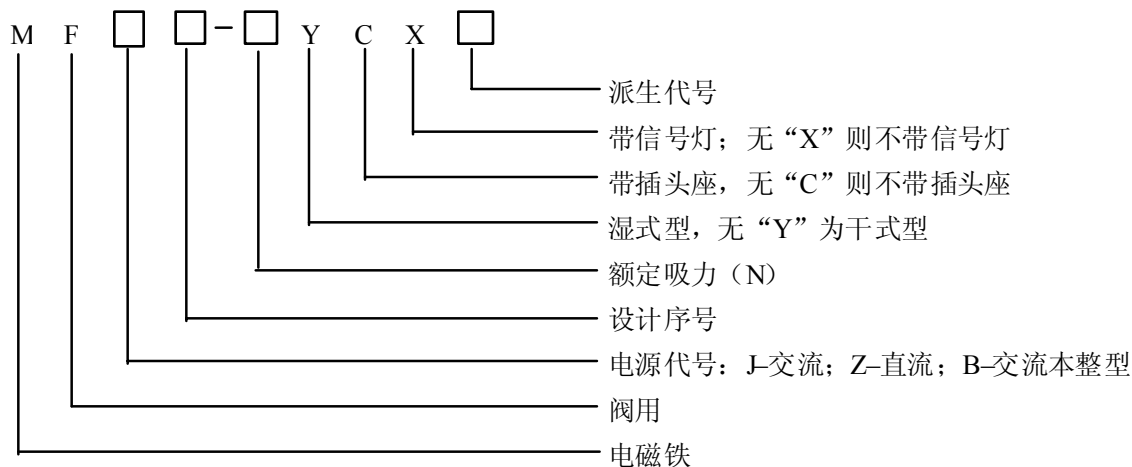 M F □ □-□ Y C X □
派生代号
带信号灯；无“X”则不带信号灯
带插头座，无“C”则不带插头座
湿式型，无“Y”为干式型
额定吸力（N）
设计序号
电源代号：J–交流；Z–直流；B–交流本整型
阀用
电磁铁